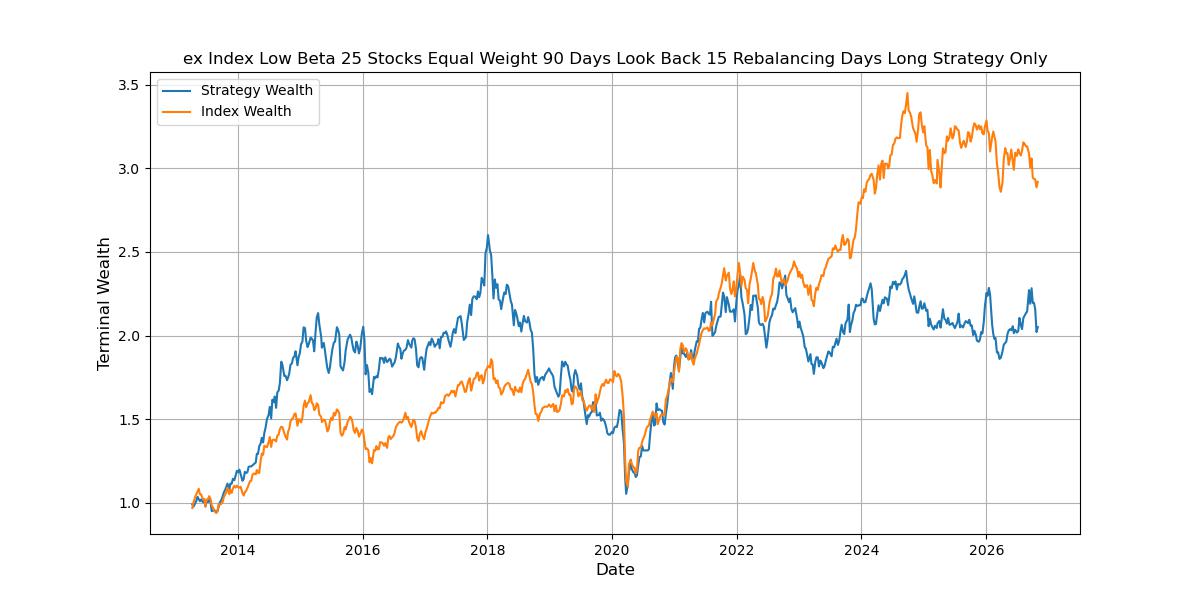 ex Index Low Beta 25 Stocks Equal Weight 90 Days Look Back 15 Rebalancing Days Long Strategy Only
Strategy Wealth
Index Wealth
3.5
3.0
2.5
2.0
1.5
1.0
Terminal Wealth
2014 2016 2018 2020 2022 2024 2026
Date